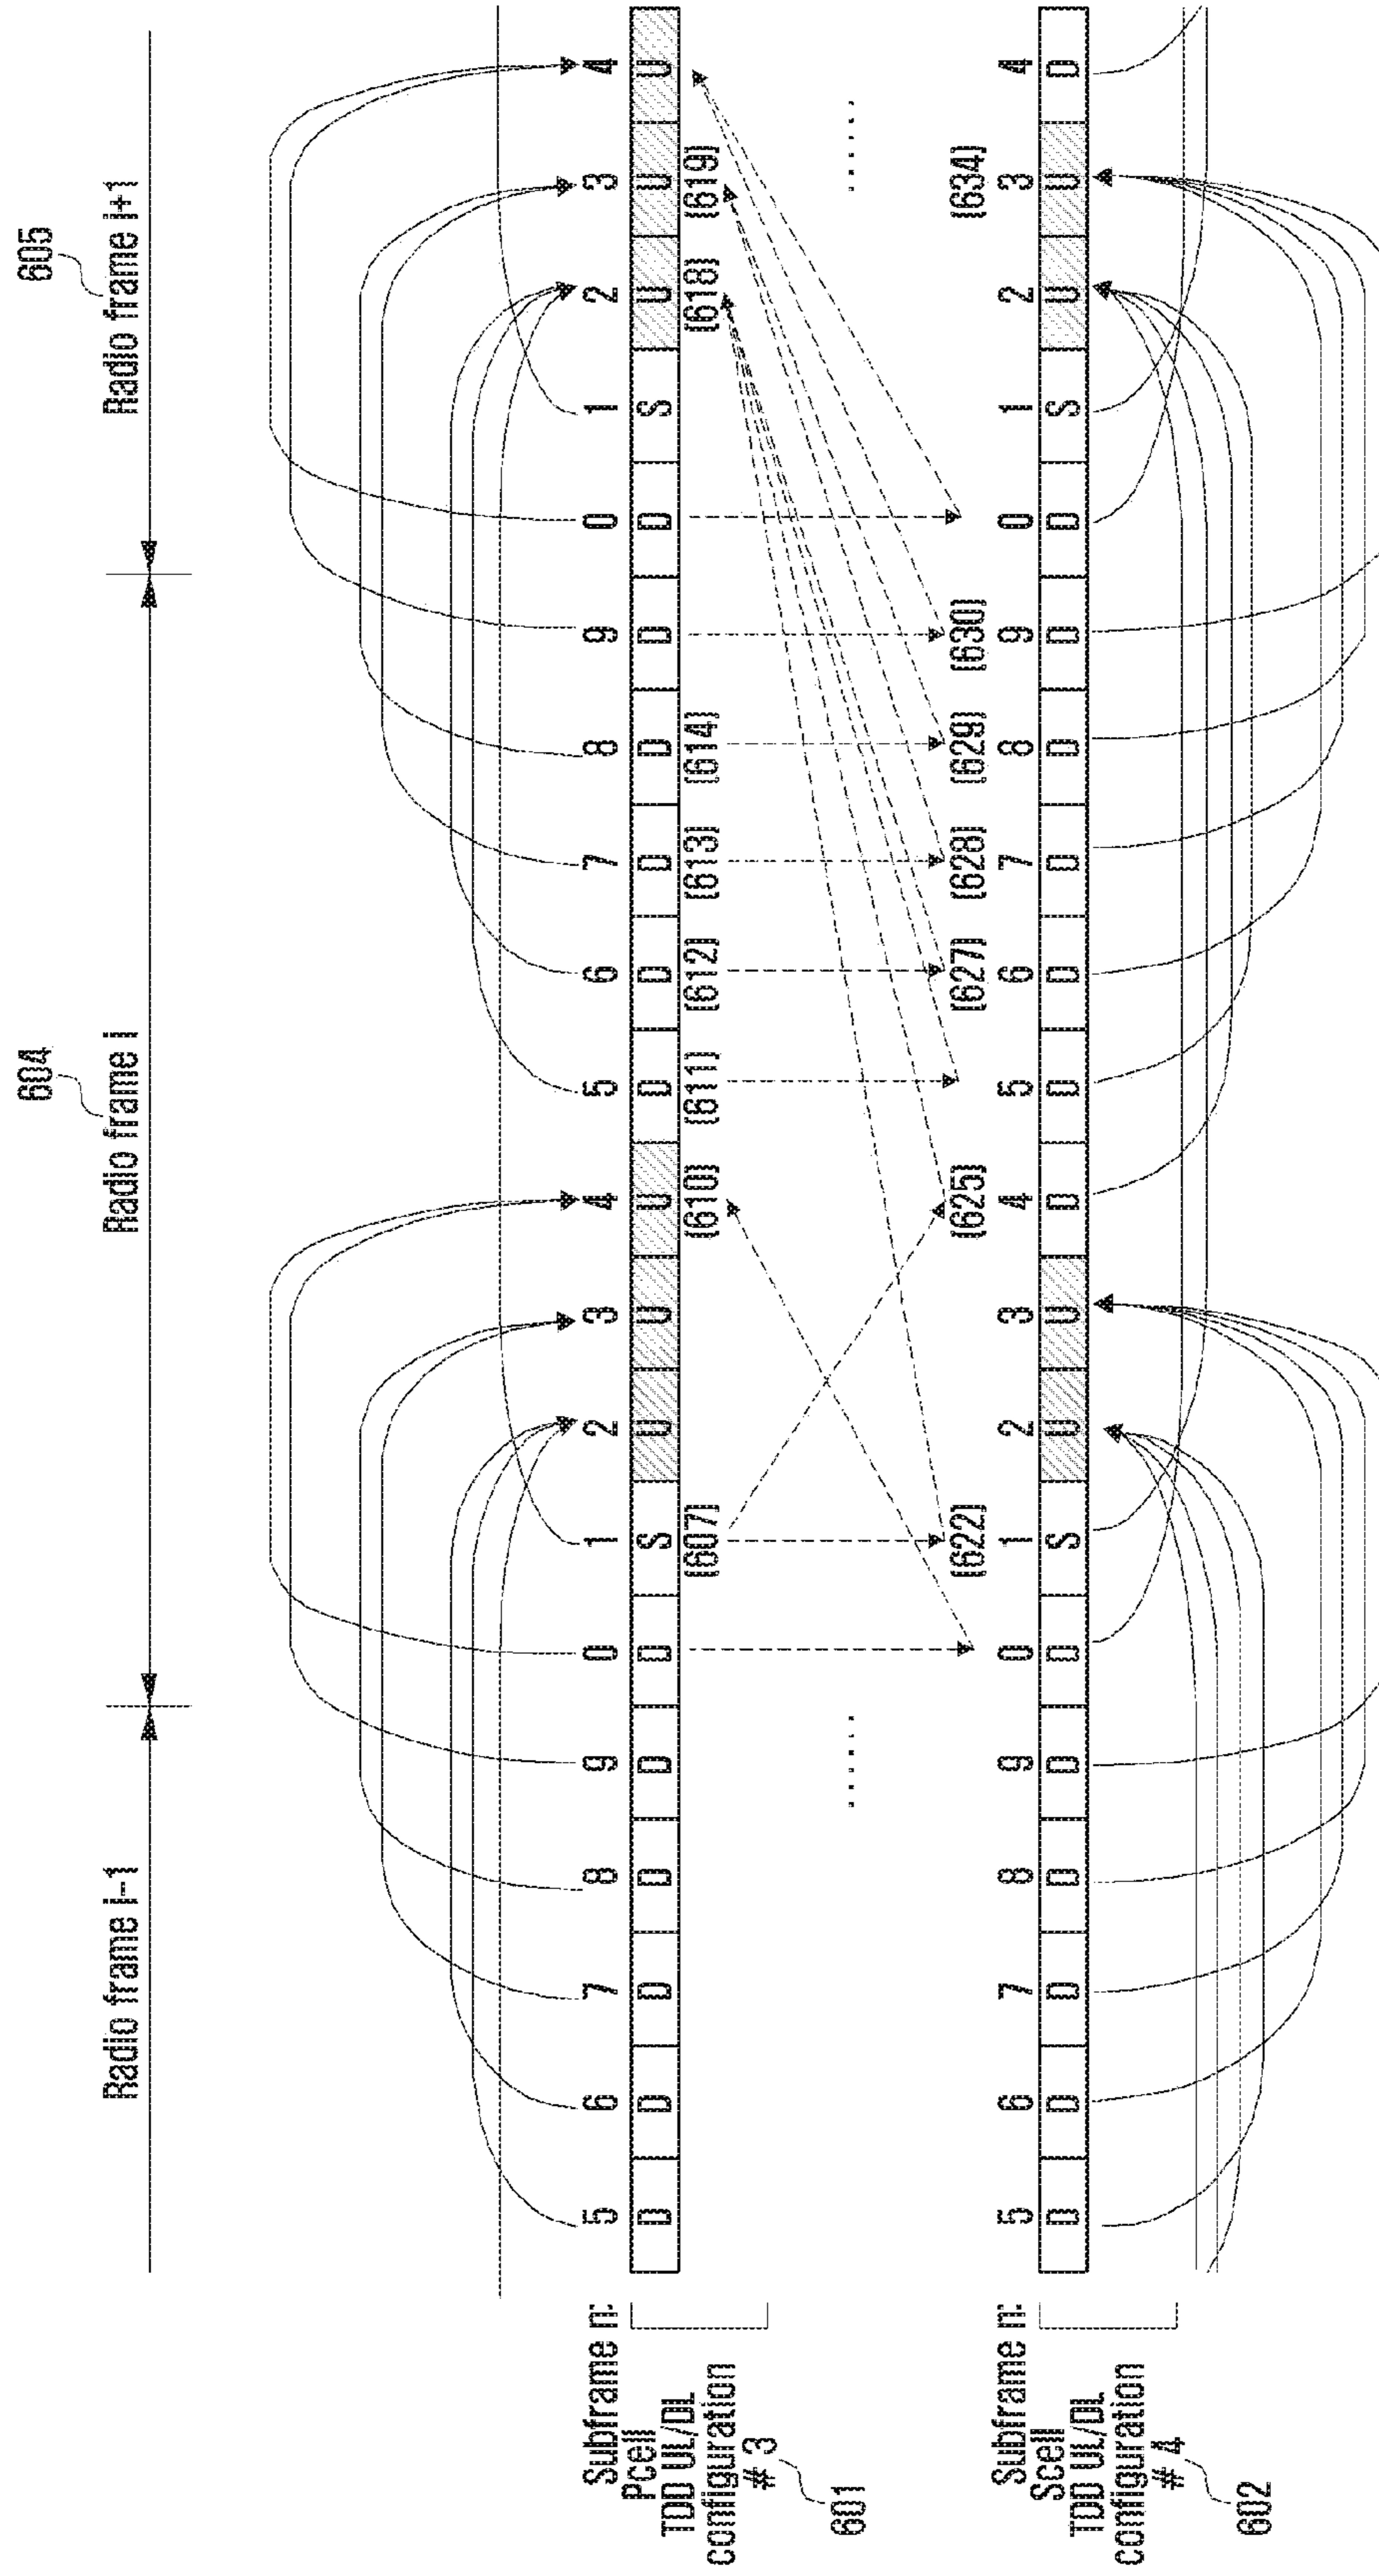 604
605
Radio frame i-1
Radio frame i
Radio frame i+1
Subframe n:
5 6 7 8 9 0 1 2 3 4 5 6 7 8 9 0 1 2 3 4
Pcell
TDD UL/DL
configuration
# 3
601
D D D D D D S U U U D D D D D D S U U U
(607) (610) (611) (612) (613) (614) (618) (619)
......
......
(622) (625) (627) (628) (629) (630) (634)
Subframe n:
5 6 7 8 9 0 1 2 3 4 5 6 7 8 9 0 1 2 3 4
Scell
TDD UL/DL
configuration
# 4
602
D D D D D D S U U D D D D D D D S U U D